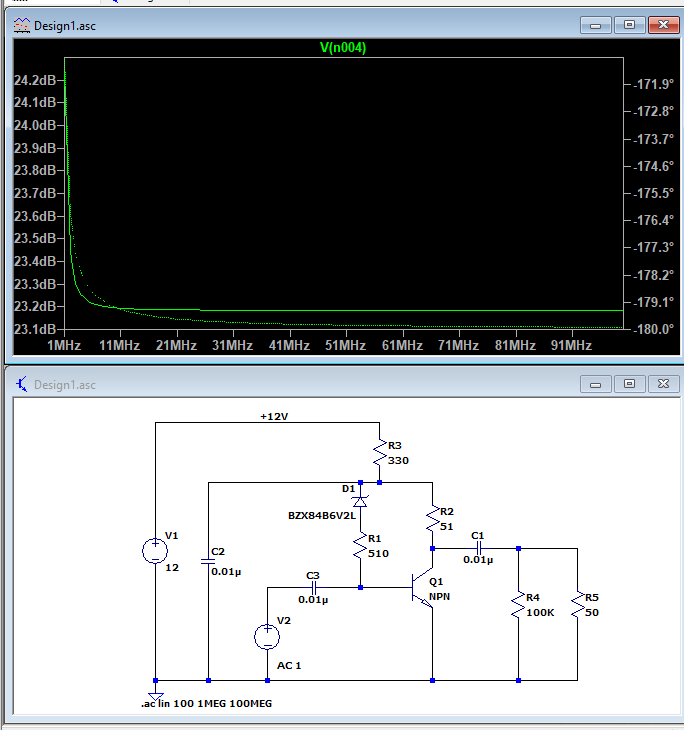 Design1.asc
V(n004)
24.2dB
24.1dB
24.0dB
23.9dB
23.8dB
23.7dB
23.6dB
23.5dB
23.4dB
23.3dB
23.2dB
23.1dB
-171.9°
-172.8°
-173.7°
-174.6°
-175.5°
-176.4°
-177.3°
-178.2°
-179.1°
-180.0°
1MHz 11MHz 21MHz 31MHz 41MHz 51MHz 61MHz 71MHz 81MHz 91MHz
Design1.asc
+12V
R3
330
D1
BZX84B6V2L
R2
51
V1
12
C2
0.01µ
R1
510
C1
0.01µ
C3
0.01µ
Q1
NPN
R4
100K
R5
50
V2
AC 1
.ac lin 100 1MEG 100MEG